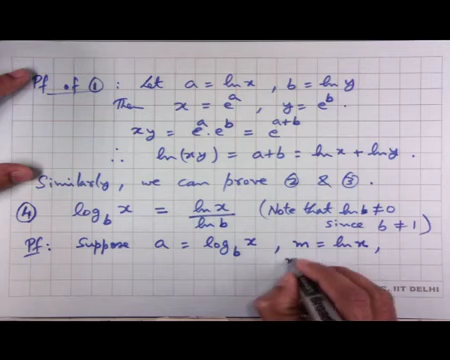 Pf of ① : Let a = ln x , b = ln y
Then x = e^a , y = e^b .
xy = e^a . e^b = e^{a+b}
∴ ln(xy) = a+b = ln x + ln y .
Similarly, we can prove ② & ③ .
④ log_b x = ln x / ln b (Note that ln b ≠ 0
since b ≠ 1)
Pf : Suppose a = log_b x , m = ln x ,
C, IIT DELHI